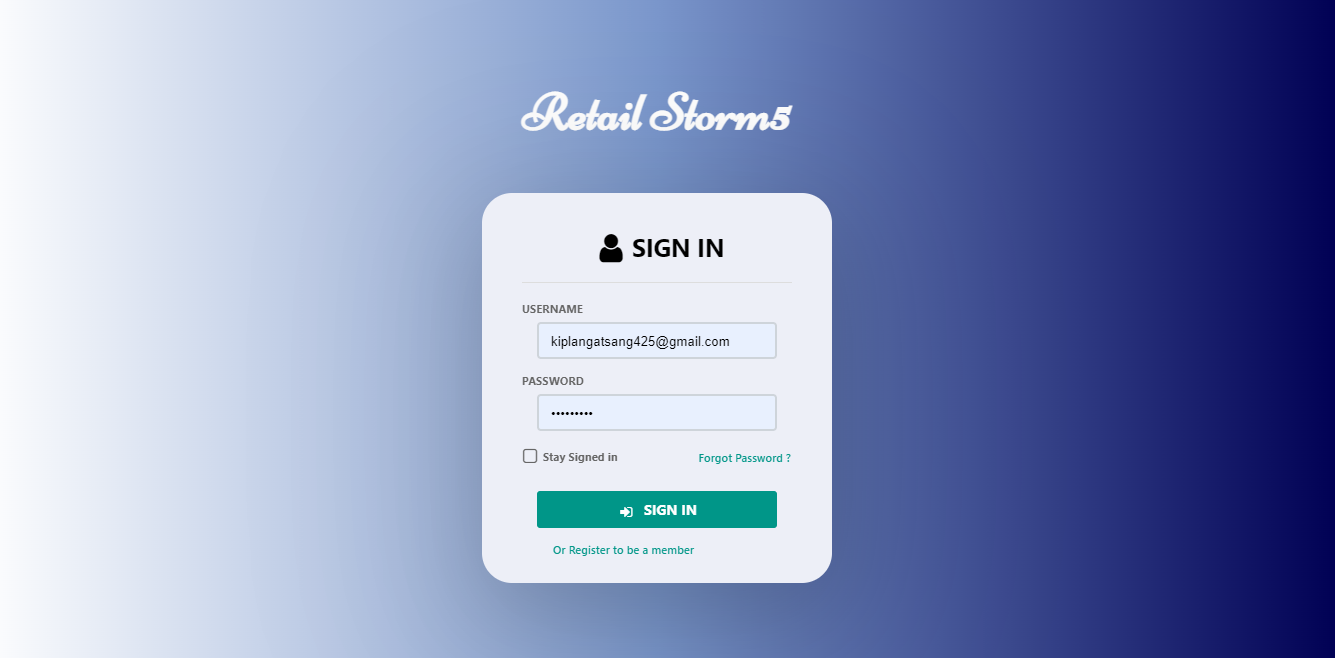 Retail Storm5
SIGN IN
USERNAME
kiplangatsang425@gmail.com
PASSWORD
•••••••••
Stay Signed in
Forgot Password ?
SIGN IN
Or Register to be a member